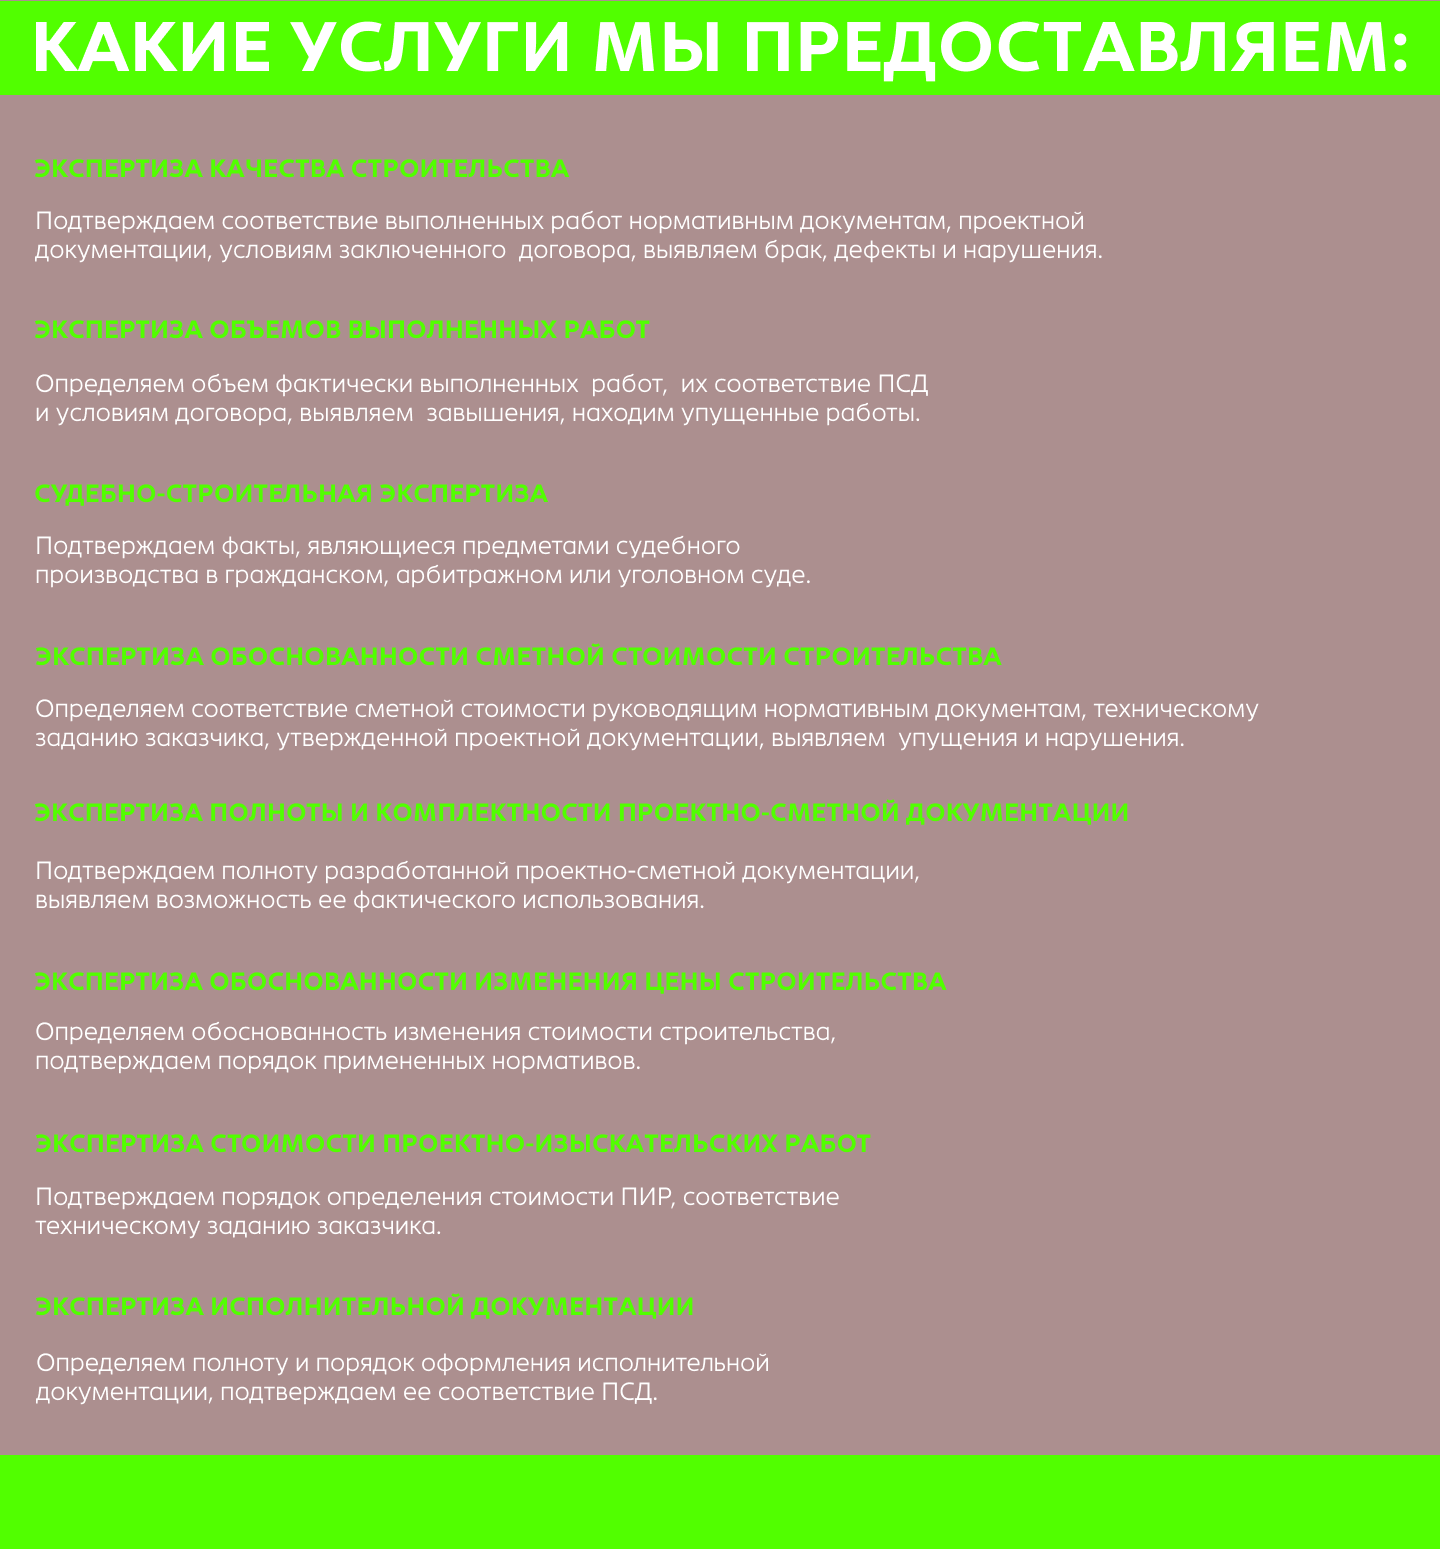 КАКИЕ УСЛУГИ МЫ ПРЕДОСТАВЛЯЕМ:
ЭКСПЕРТИЗА КАЧЕСТВА СТРОИТЕЛЬСТВА
Подтверждаем соответствие выполненных работ нормативным документам, проектной
документации, условиям заключенного  договора, выявляем брак, дефекты и нарушения.
ЭКСПЕРТИЗА ОБЪЕМОВ ВЫПОЛНЕННЫХ РАБОТ
Определяем объем фактически выполненных  работ,  их соответствие ПСД
и условиям договора, выявляем  завышения, находим упущенные работы.
СУДЕБНО-СТРОИТЕЛЬНАЯ ЭКСПЕРТИЗА
Подтверждаем факты, являющиеся предметами судебного
производства в гражданском, арбитражном или уголовном суде.
ЭКСПЕРТИЗА ОБОСНОВАННОСТИ СМЕТНОЙ СТОИМОСТИ СТРОИТЕЛЬСТВА
Определяем соответствие сметной стоимости руководящим нормативным документам, техническому
заданию заказчика, утвержденной проектной документации, выявляем  упущения и нарушения.
ЭКСПЕРТИЗА ПОЛНОТЫ И КОМПЛЕКТНОСТИ ПРОЕКТНО-СМЕТНОЙ ДОКУМЕНТАЦИИ
Подтверждаем полноту разработанной проектно-сметной документации,
выявляем возможность ее фактического использования.
ЭКСПЕРТИЗА ОБОСНОВАННОСТИ ИЗМЕНЕНИЯ ЦЕНЫ СТРОИТЕЛЬСТВА
Определяем обоснованность изменения стоимости строительства,
подтверждаем порядок примененных нормативов.
ЭКСПЕРТИЗА СТОИМОСТИ ПРОЕКТНО-ИЗЫСКАТЕЛЬСКИХ РАБОТ
Подтверждаем порядок определения стоимости ПИР, соответствие
техническому заданию заказчика.
ЭКСПЕРТИЗА ИСПОЛНИТЕЛЬНОЙ ДОКУМЕНТАЦИИ
Определяем полноту и порядок оформления исполнительной
документации, подтверждаем ее соответствие ПСД.